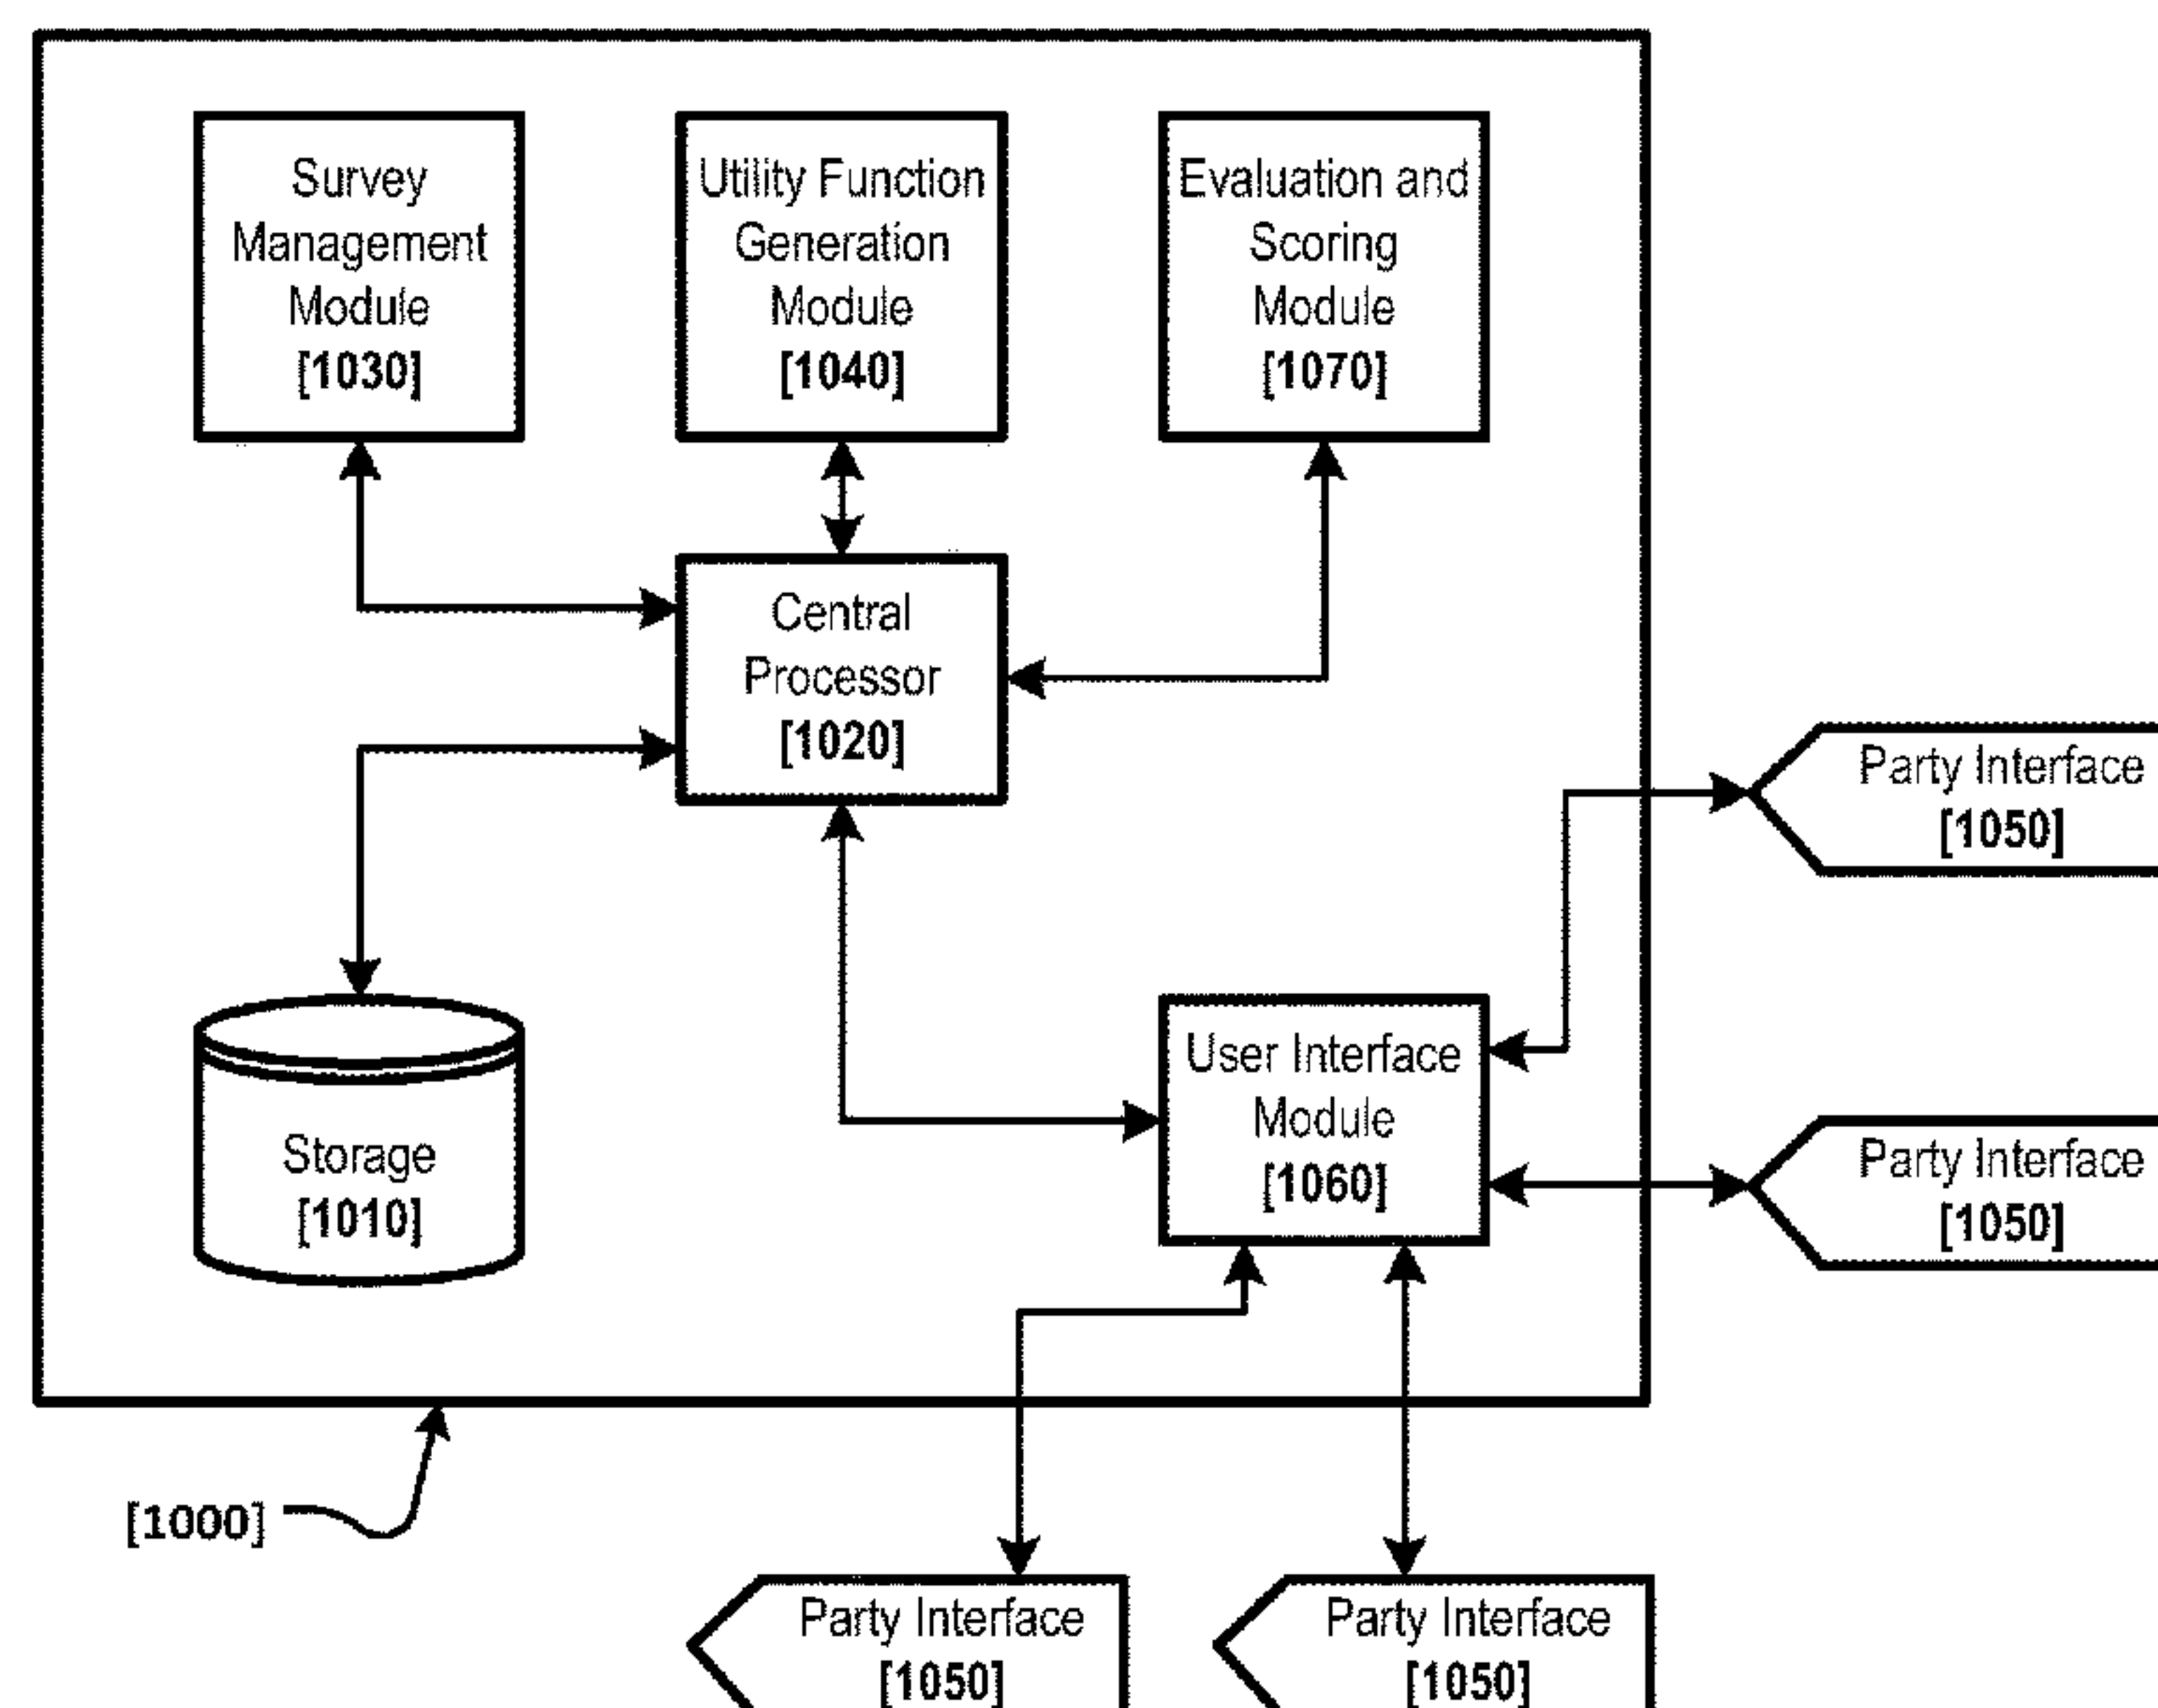 Survey
Management
Module
[1030]
Utility Function
Generation
Module
[1040]
Evaluation and
Scoring
Module
[1070]
Central
Processor
[1020]
Party Interface
[1050]
Storage
[1010]
User Interface
Module
[1060]
Party Interface
[1050]
[1000]
Party Interface
[1050]
Party Interface
[1050]